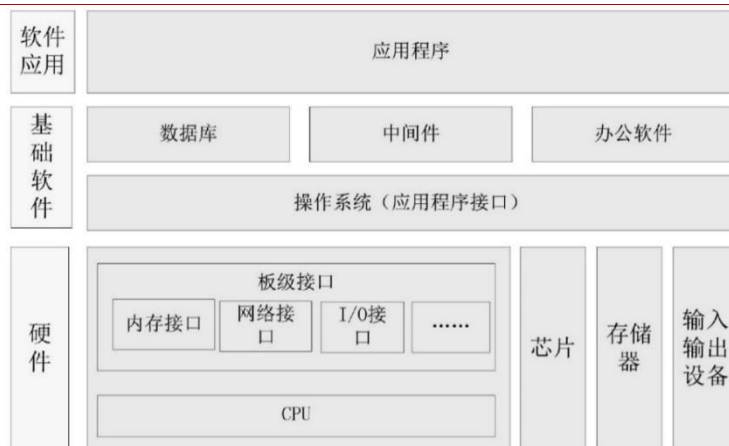 软件
应用
应用程序
基
础
软
件
数据库
中间件
办公软件
操作系统（应用程序接口）
硬
件
板级接口
内存接口
网络接
口
I/O接
口
……
CPU
芯片
存储
器
输入
输出
设备